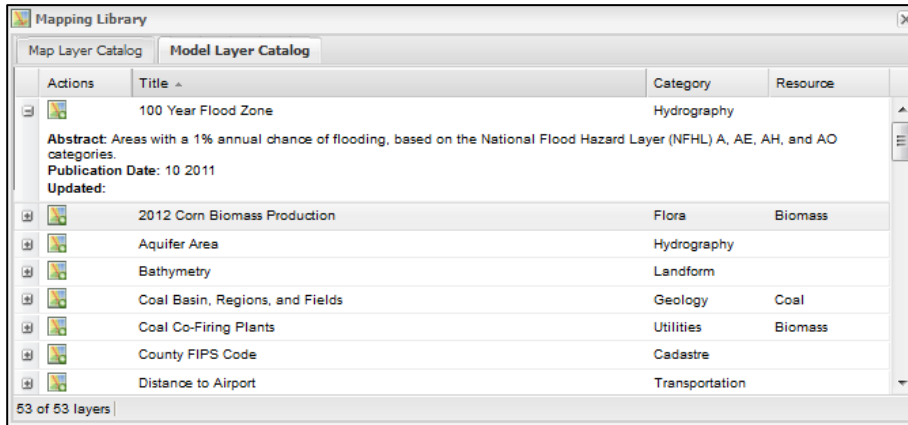 Mapping Library
Map Layer Catalog Model Layer Catalog
Actions Title Category Resource
100 Year Flood Zone Hydrography
Abstract: Areas with a 1% annual chance of flooding, based on the National Flood Hazard Layer (NFHL) A, AE, AH, and AO
categories.
Publication Date: 10 2011
Updated:
2012 Corn Biomass Production Flora Biomass
Aquifer Area Hydrography
Bathymetry Landform
Coal Basin, Regions, and Fields Geology Coal
Coal Co-Firing Plants Utilities Biomass
County FIPS Code Cadastre
Distance to Airport Transportation
53 of 53 layers